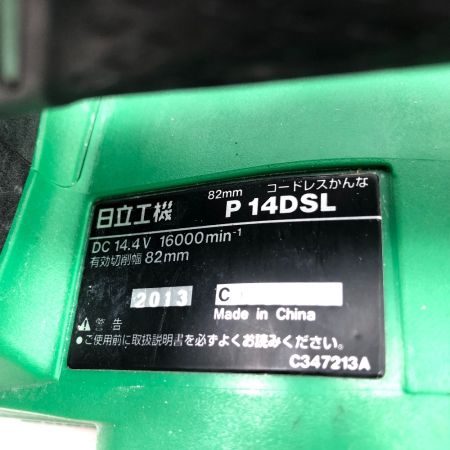 82mm コードレスかんな
日立工機 P 14DSL
DC 14.4V 16000min⁻¹
有効切削幅 82mm
2013 C
Made in China
⚠ 警告
●ご使用前に取扱説明書を必ずよくお読みください。
C347213A